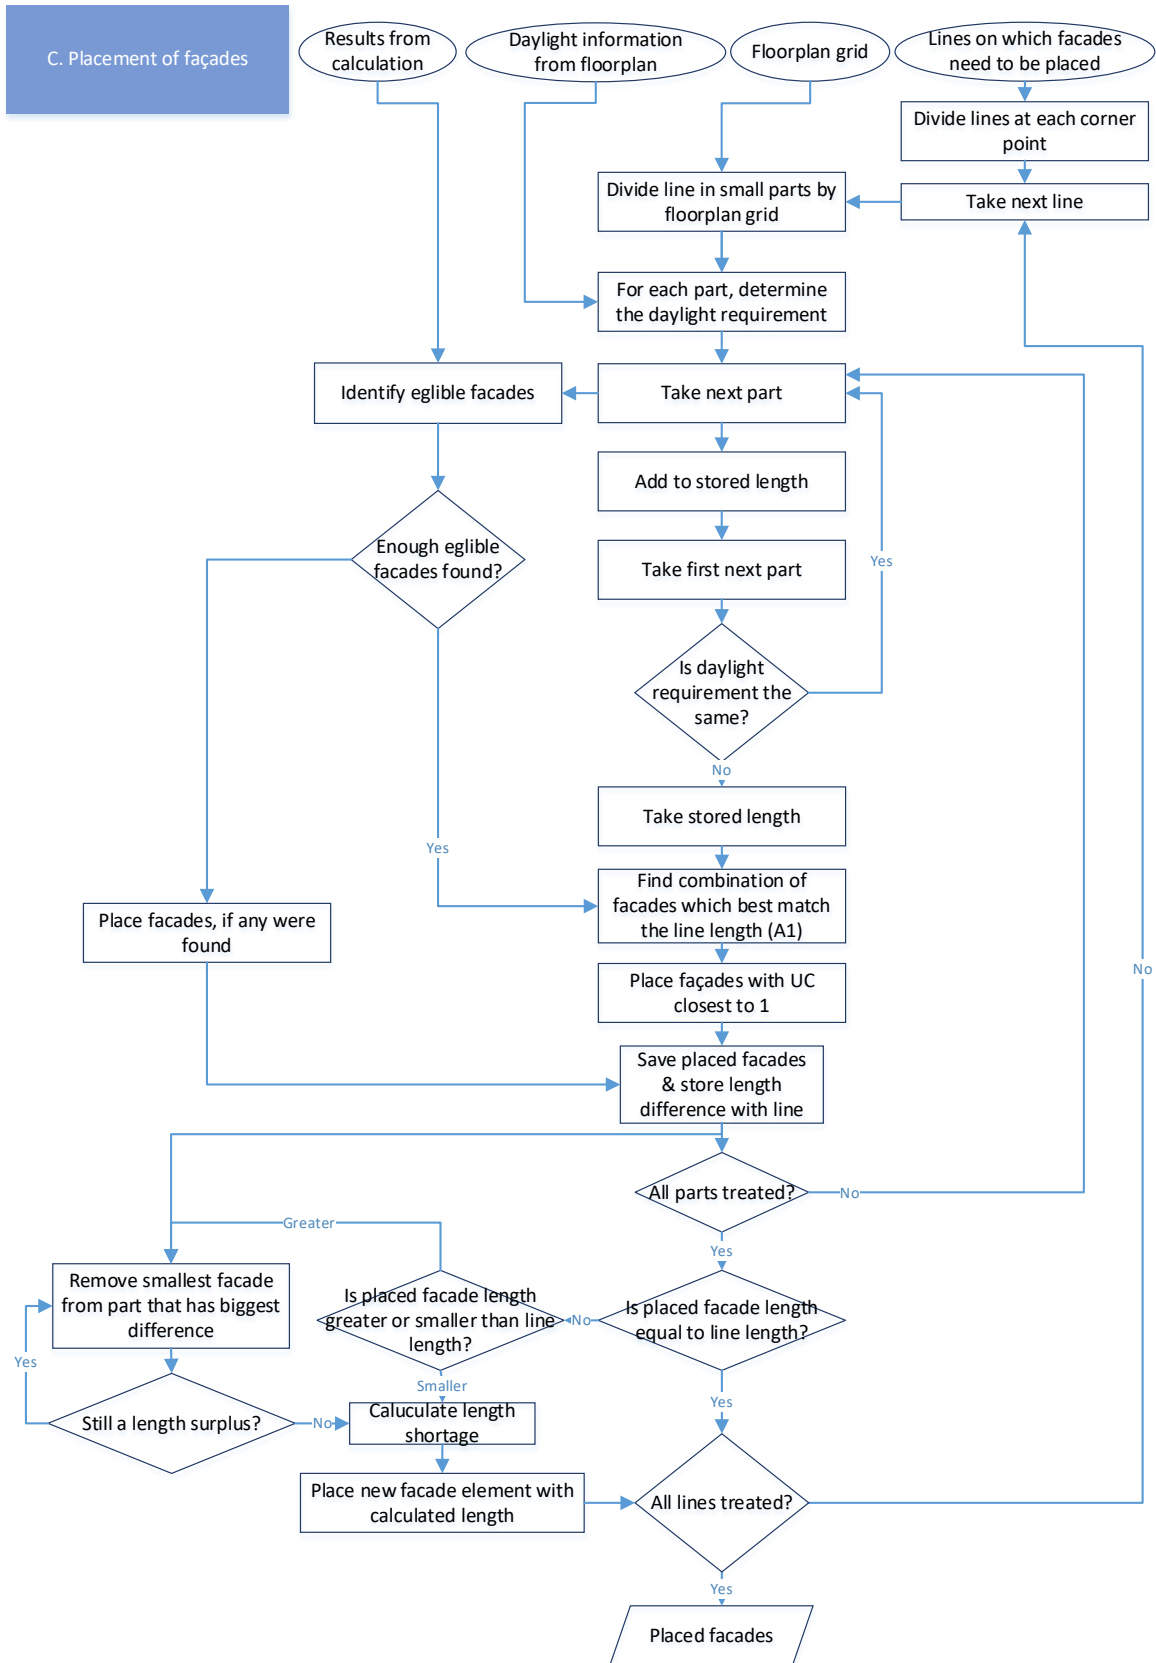 C. Placement of façades
Results from
calculation
Daylight information
from floorplan
Floorplan grid
Lines on which facades
need to be placed
Divide lines at each corner
point
Take next line
Divide line in small parts by
floorplan grid
For each part, determine
the daylight requirement
Identify eglible facades
Take next part
Add to stored length
Enough eglible
facades found?
Take first next part
Yes
Is daylight
requirement the
same?
No
Take stored length
Yes
Find combination of
facades which best match
the line length (A1)
Place facades, if any were
found
Place façades with UC
closest to 1
No
Save placed facades
& store length
difference with line
All parts treated?
No
Greater
Yes
Remove smallest facade
from part that has biggest
difference
Is placed facade length
greater or smaller than line
length?
No
Is placed facade length
equal to line length?
Yes
Smaller
Yes
Still a length surplus?
No
Caluculate length
shortage
Place new facade element with
calculated length
All lines treated?
Yes
Placed facades